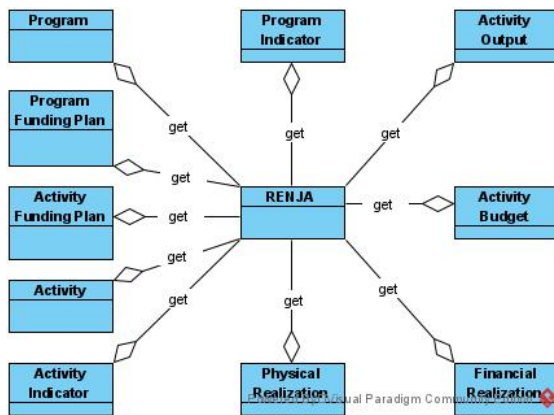 Program
Program
Indicator
Activity
Output
get
get
get
Program
Funding Plan
get
Activity
Funding Plan
get
RENJA
get
Activity
Budget
Activity
get
get
get
get
Activity
Indicator
Physical
Realization
Financial
Realization
Visual Paradigm Community